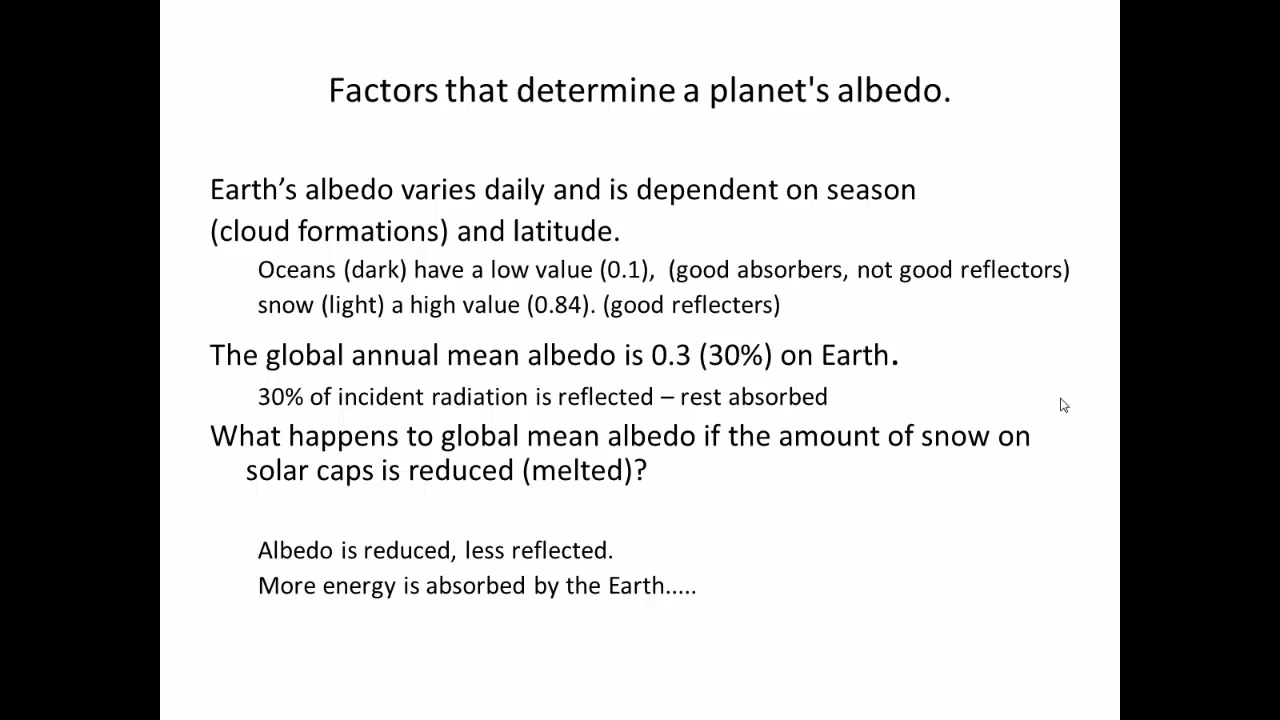 Factors that determine a planet's albedo.
Earth’s albedo varies daily and is dependent on season
(cloud formations) and latitude.
Oceans (dark) have a low value (0.1), (good absorbers, not good reflectors)
snow (light) a high value (0.84). (good reflecters)
The global annual mean albedo is 0.3 (30%) on Earth.
30% of incident radiation is reflected – rest absorbed
What happens to global mean albedo if the amount of snow on
solar caps is reduced (melted)?
Albedo is reduced, less reflected.
More energy is absorbed by the Earth.....